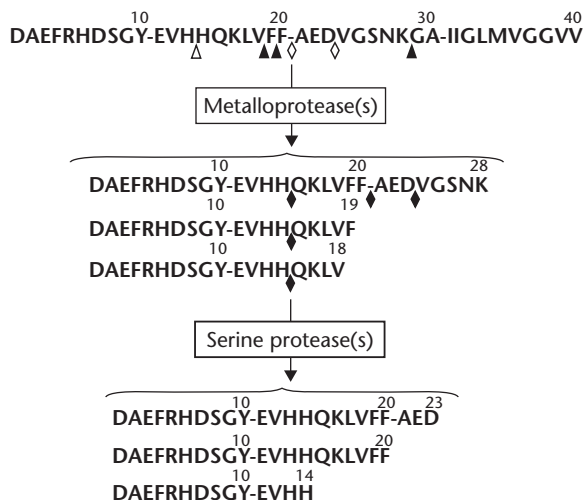 10 20 30 40
DAEFRHDSGY-EVHHQKLVFF-AEDVGSNKGA-IIGLMVGGVV
Metalloprotease(s)
10 20 28
DAEFRHDSGY-EVHHQKLVFF-AEDVGSNK
10 19
DAEFRHDSGY-EVHHQKLVF
10 18
DAEFRHDSGY-EVHHQKLV
Serine protease(s)
10 20 23
DAEFRHDSGY-EVHHQKLVFF-AED
10 20
DAEFRHDSGY-EVHHQKLVFF
10 14
DAEFRHDSGY-EVHH